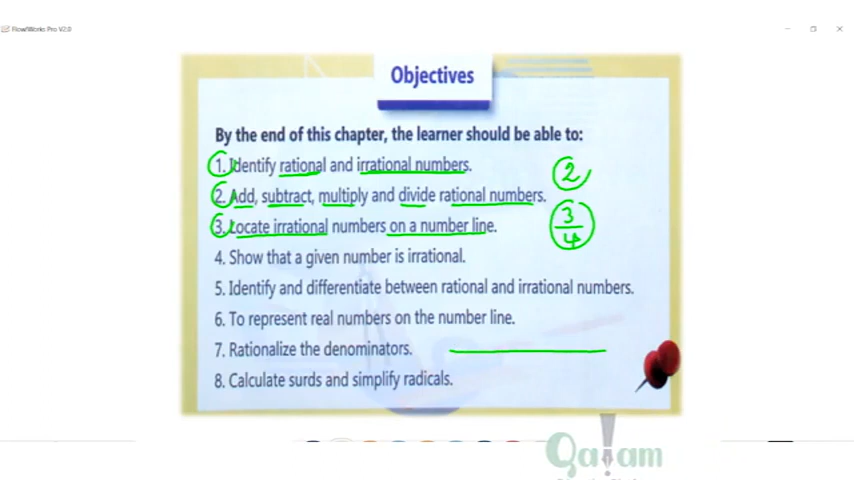 FlowWorks Pro V2.0
Objectives
By the end of this chapter, the learner should be able to:
1. Identify rational and irrational numbers.
2. Add, subtract, multiply and divide rational numbers.
3. Locate irrational numbers on a number line.
4. Show that a given number is irrational.
5. Identify and differentiate between rational and irrational numbers.
6. To represent real numbers on the number line.
7. Rationalize the denominators.
8. Calculate surds and simplify radicals.
2
3
4
Qalam